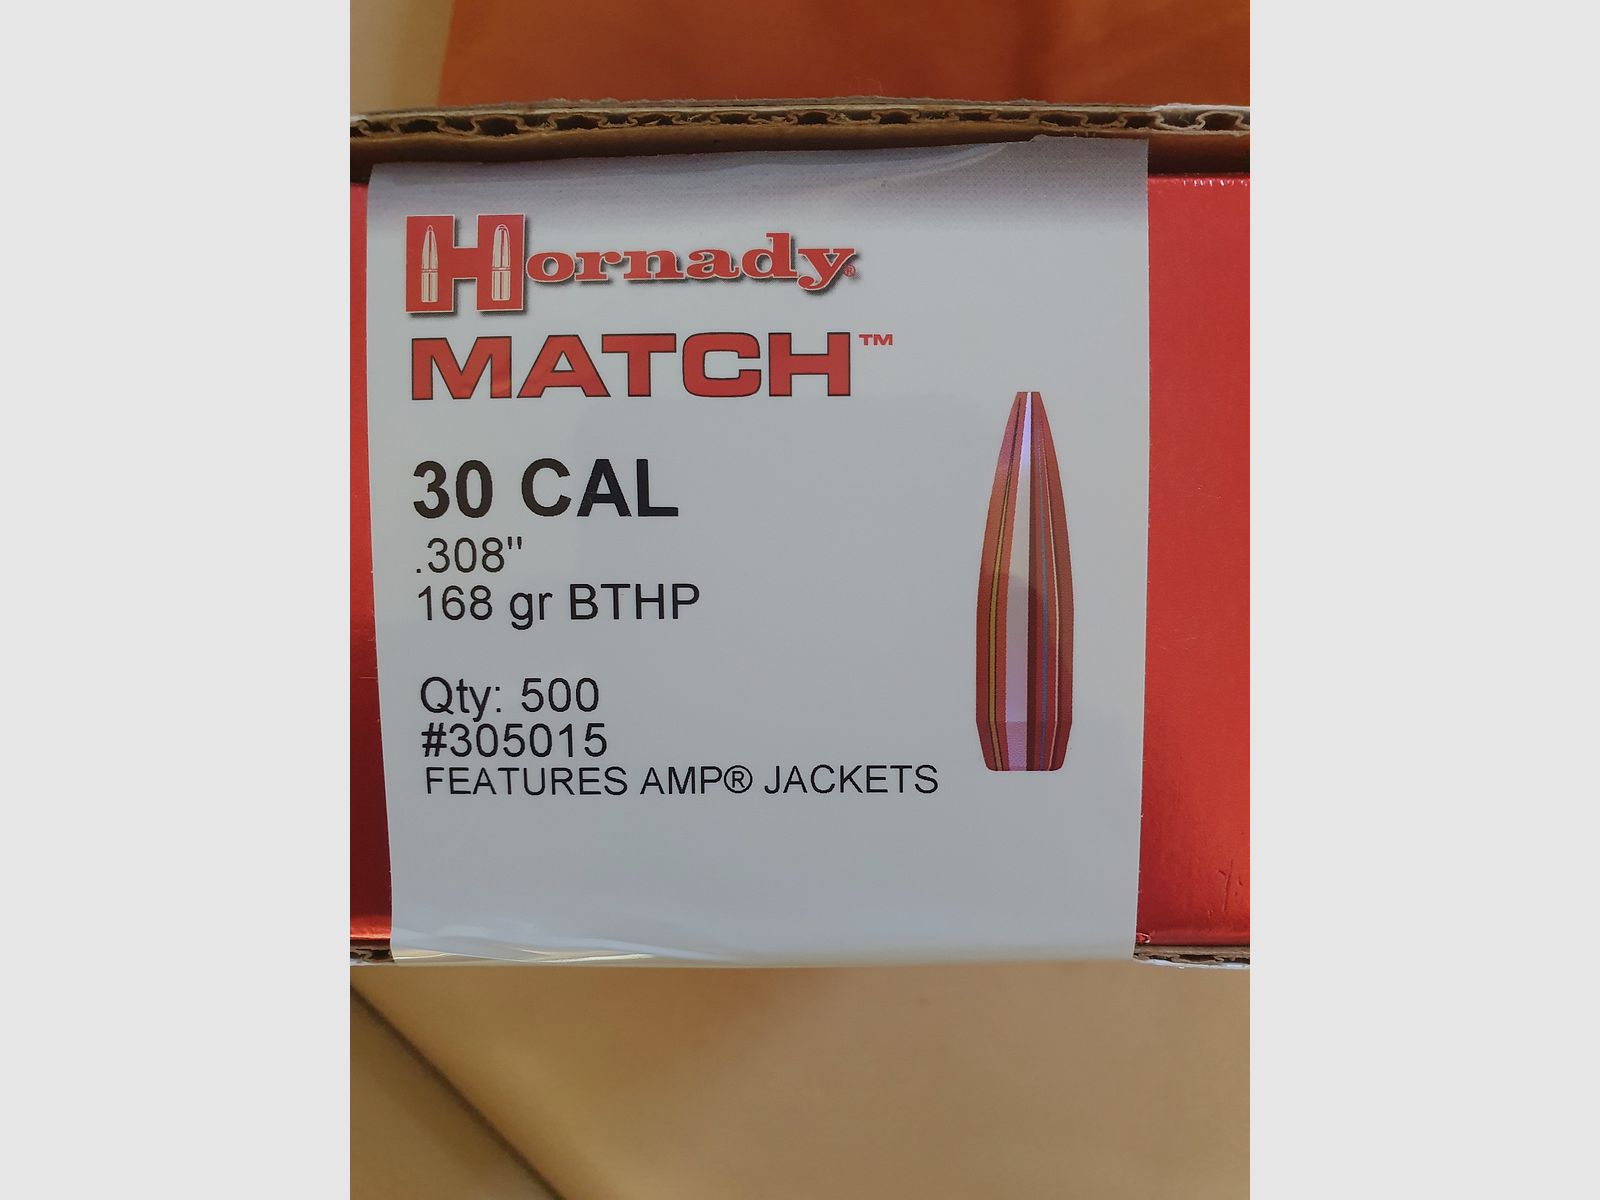 Hornady®
MATCH™
30 CAL
.308"
168 gr BTHP
Qty: 500
#305015
FEATURES AMP® JACKETS